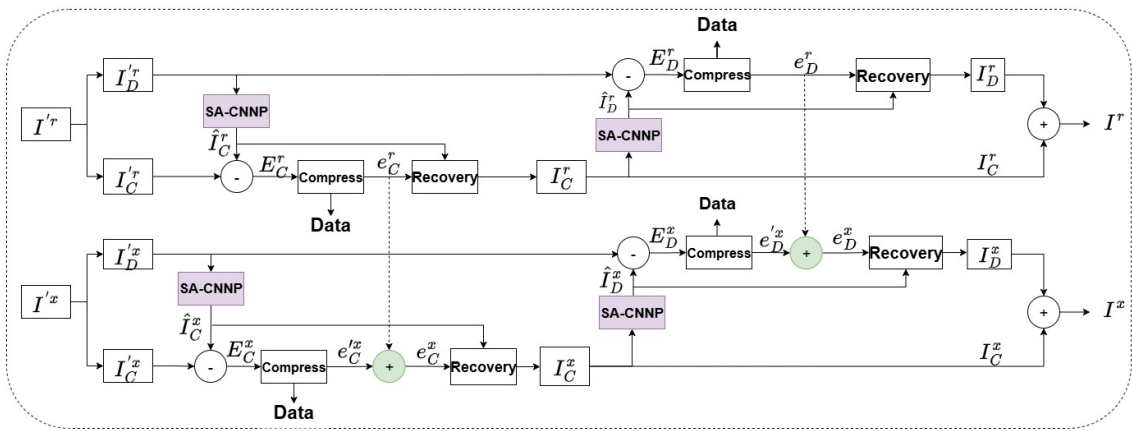 Data
I'^r_D
-
E^r_D
Compress
e^r_D
Recovery
I^r_D
SA-CNNP
Î^r_D
I'^r
Î^r_C
SA-CNNP
+
I^r
I'^r_C
-
E^r_C
Compress
e^r_C
Recovery
I^r_C
I^r_C
Data
Data
I'^x_D
-
E^x_D
Compress
e'^x_D
+
e^x_D
Recovery
I^x_D
SA-CNNP
Î^x_D
I'^x
Î^x_C
SA-CNNP
+
I^x
I'^x_C
-
E^x_C
Compress
e'^x_C
+
e^x_C
Recovery
I^x_C
I^x_C
Data